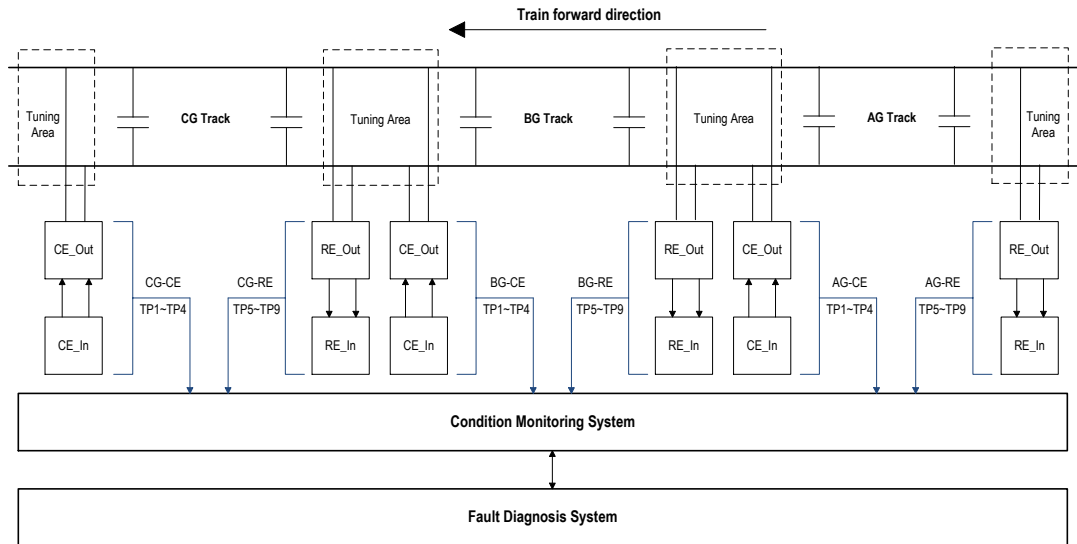 Train forward direction
Tuning
Area
CG Track
Tuning Area
BG Track
Tuning Area
AG Track
Tuning
Area
CE_Out
CG-CE
TP1~TP4
CE_In
CG-RE
TP5~TP9
RE_Out
RE_In
CE_Out
CE_In
BG-CE
TP1~TP4
BG-RE
TP5~TP9
RE_Out
RE_In
CE_Out
CE_In
AG-CE
TP1~TP4
AG-RE
TP5~TP9
RE_Out
RE_In
Condition Monitoring System
Fault Diagnosis System